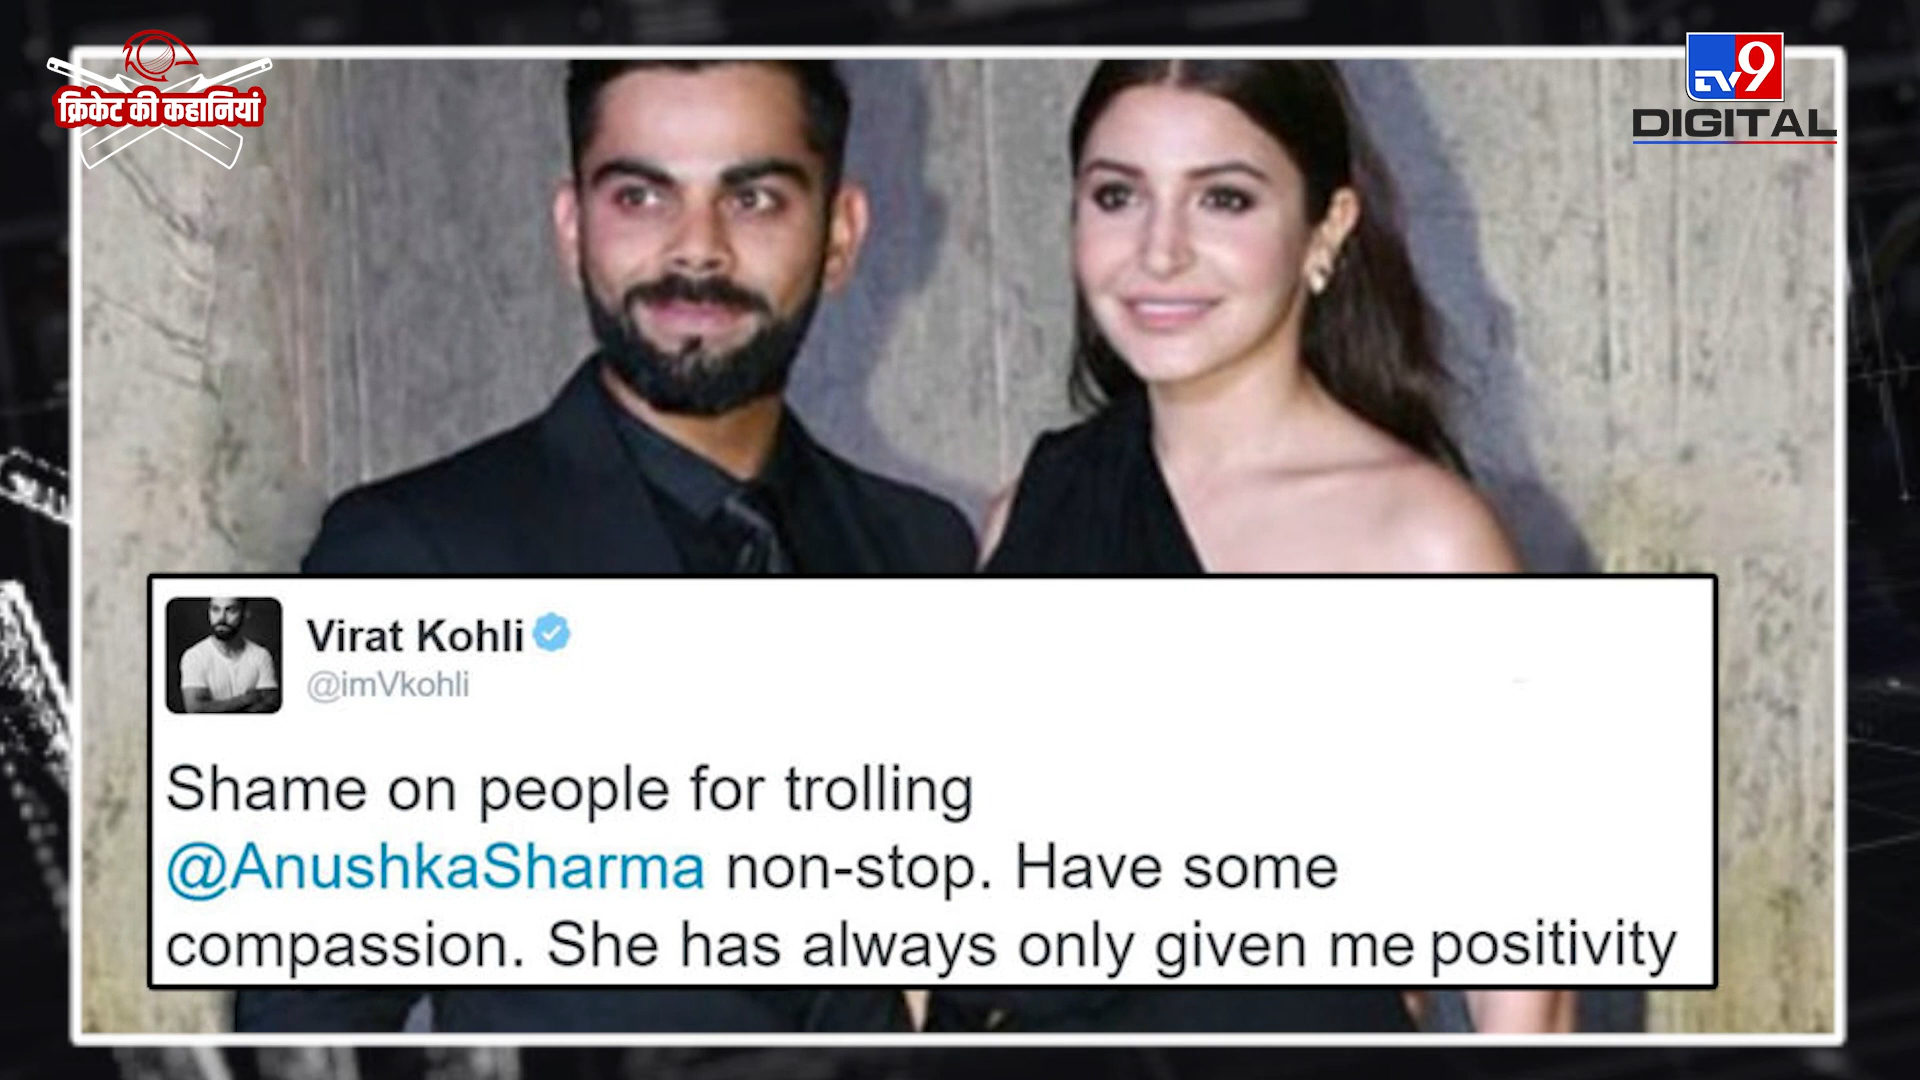 क्रिकेट की कहानियां
TV9
DIGITAL
Virat Kohli
@imVkohli
Shame on people for trolling
@AnushkaSharma non-stop. Have some
compassion. She has always only given me positivity